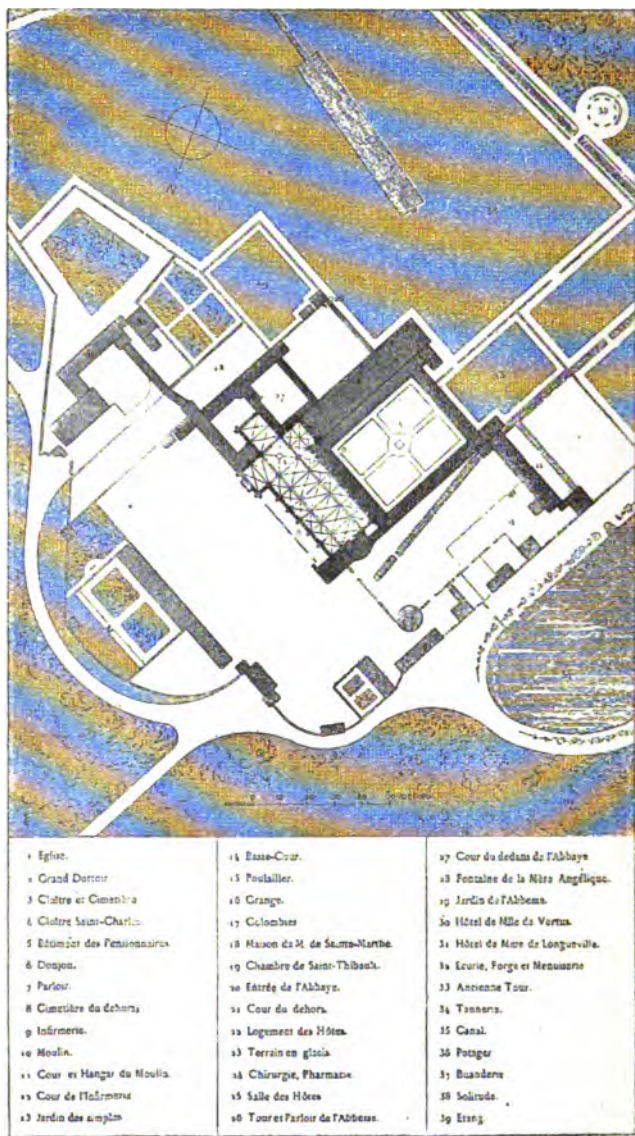 N
38
18
27
39
1 Eglise.
2 Grand Dortoir
3 Cloître et Cimetière
4 Cloître Saint-Charles
5 Bâtiment des Pensionnaires
6 Donjon.
7 Parloir.
8 Cimetière du dehors
9 Infirmerie.
10 Moulin.
11 Cour et Hangar du Moulin.
12 Cour de l'Infirmerie
13 Jardin des simples
14 Basse-Cour.
15 Poulailler.
16 Grange.
17 Colombier
18 Maison de M. de Sainte-Marthe.
19 Chambre de Saint-Thibault.
20 Entrée de l'Abbaye.
21 Cour du dehors.
22 Logement des Hôtes.
23 Terrain en glacis
24 Chirurgie, Pharmacie.
25 Salle des Hôtes
26 Tour et Parloir de l'Abbesse.
27 Cour du dedans de l'Abbaye
28 Fontaine de la Mère Angélique.
29 Jardin de l'Abbesse.
30 Hôtel de Mlle de Vertus.
31 Hôtel de Mme de Longueville.
32 Ecurie, Forge et Menuiserie
33 Ancienne Tour.
34 Tannerie.
35 Canal.
36 Potager
37 Buanderie
38 Solitude.
39 Etang.